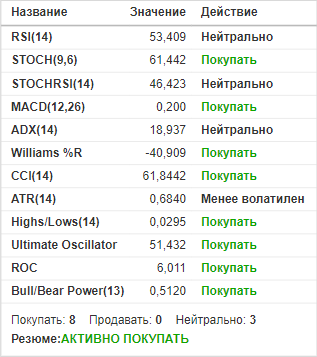 Название Значение Действие
RSI(14) 53,409 Нейтрально
STOCH(9,6) 61,442 Покупать
STOCHRSI(14) 46,423 Нейтрально
MACD(12,26) 0,200 Покупать
ADX(14) 18,937 Нейтрально
Williams %R -40,909 Покупать
CCI(14) 61,8442 Покупать
ATR(14) 0,6840 Менее волатилен
Highs/Lows(14) 0,0295 Покупать
Ultimate Oscillator 51,432 Покупать
ROC 6,011 Покупать
Bull/Bear Power(13) 0,5120 Покупать
Покупать: 8 Продавать: 0 Нейтрально: 3
Резюме:АКТИВНО ПОКУПАТЬ